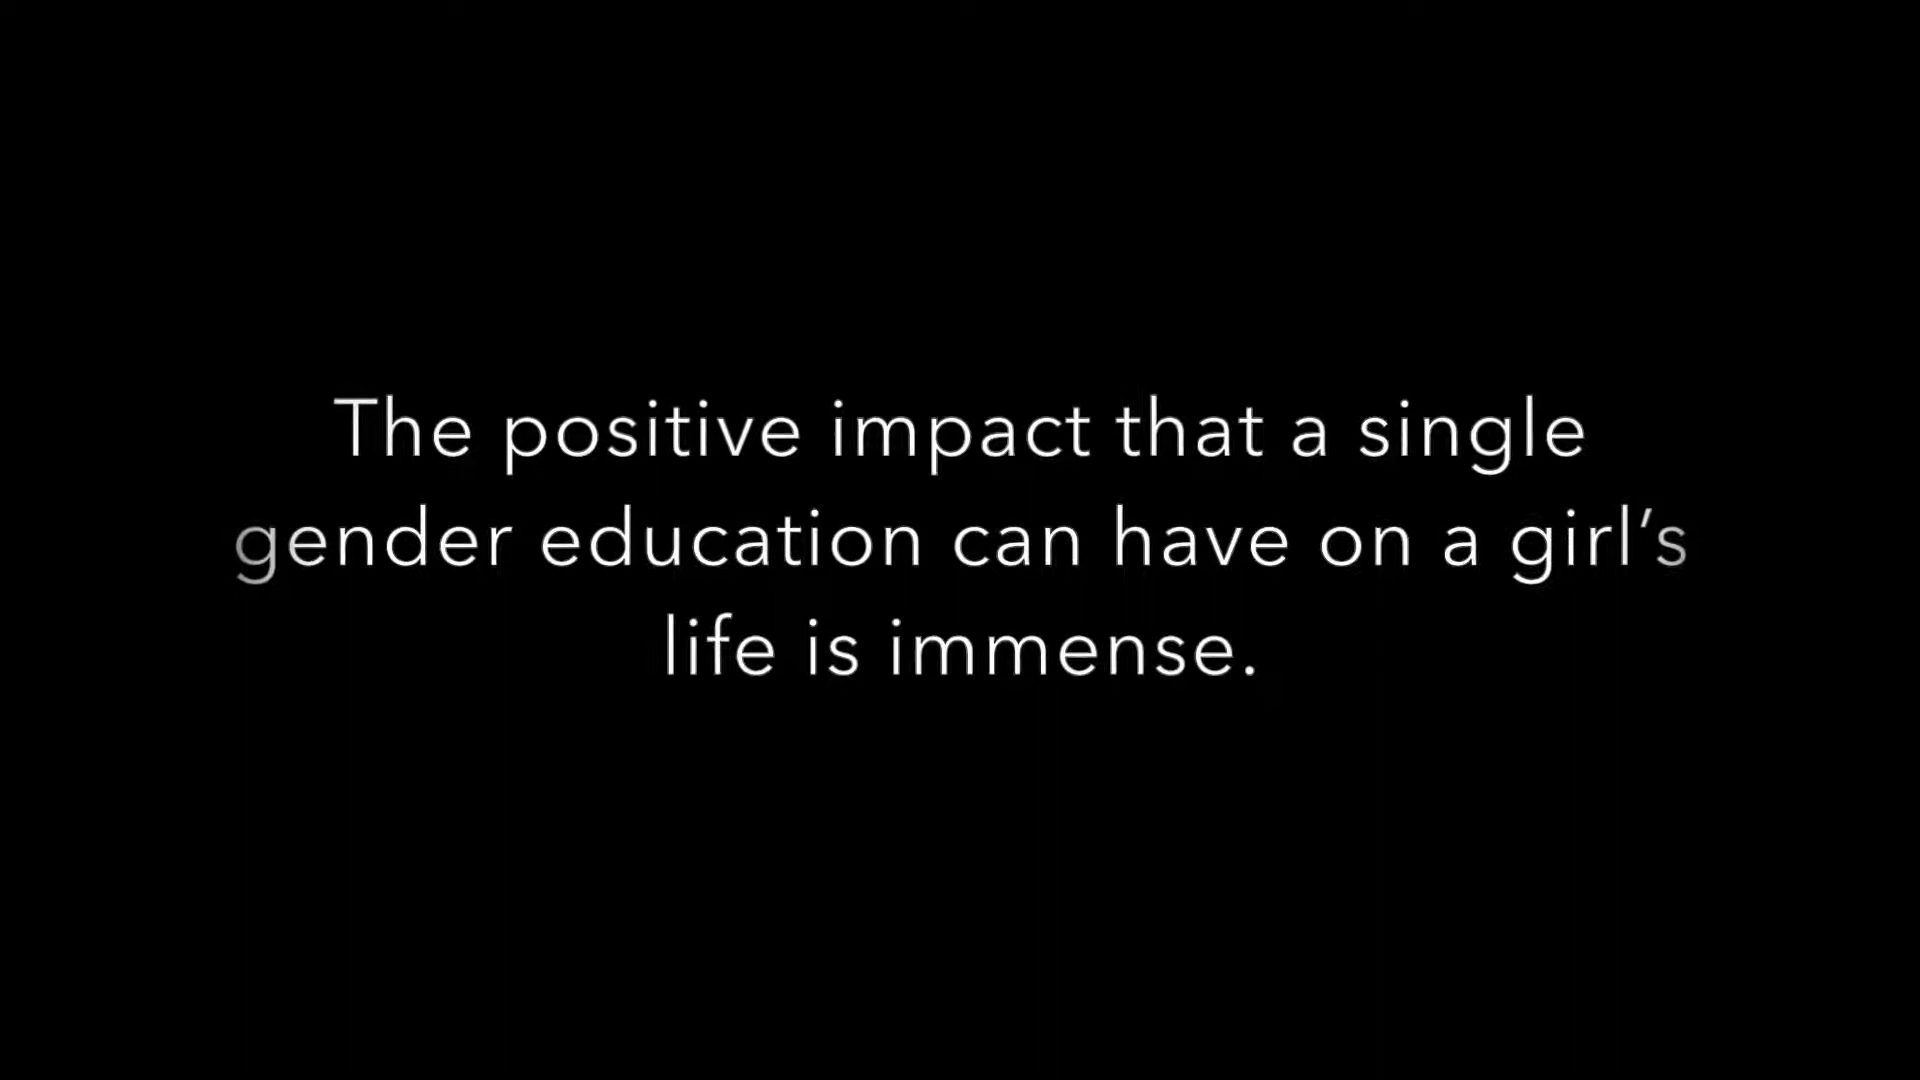 The positive impact that a single
gender education can have on a girl’s
life is immense.